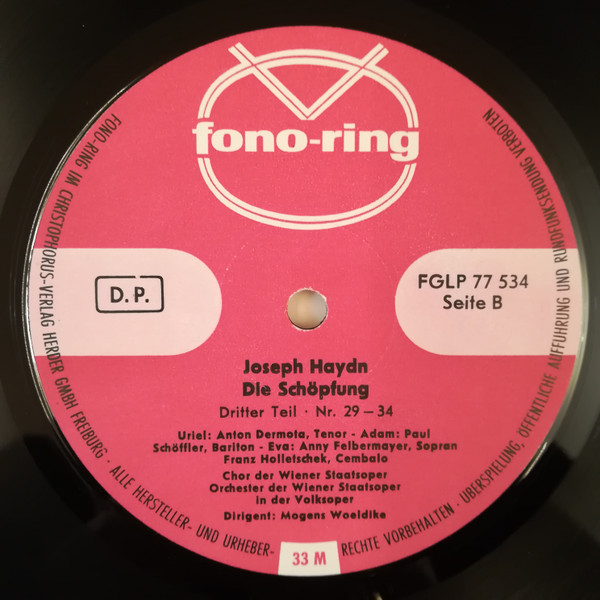 fono-ring
D. P.
FGLP 77 534
Seite B
Joseph Haydn
Die Schöpfung
Dritter Teil · Nr. 29 – 34
Uriel: Anton Dermota, Tenor - Adam: Paul
Schöffler, Bariton - Eva: Anny Felbermayer, Sopran
Franz Holletschek, Cembalo
Chor der Wiener Staatsoper
Orchester der Wiener Staatsoper
in der Volksoper
Dirigent: Mogens Woeldike
33 M
FONO-RING IM CHRISTOPHORUS-VERLAG HERDER GMBH FREIBURG · ALLE HERSTELLER- UND URHEBER-
RECHTE VORBEHALTEN · ÜBERSPIELUNG, ÖFFENTLICHE AUFFÜHRUNG UND RUNDFUNKSENDUNG VERBOTEN